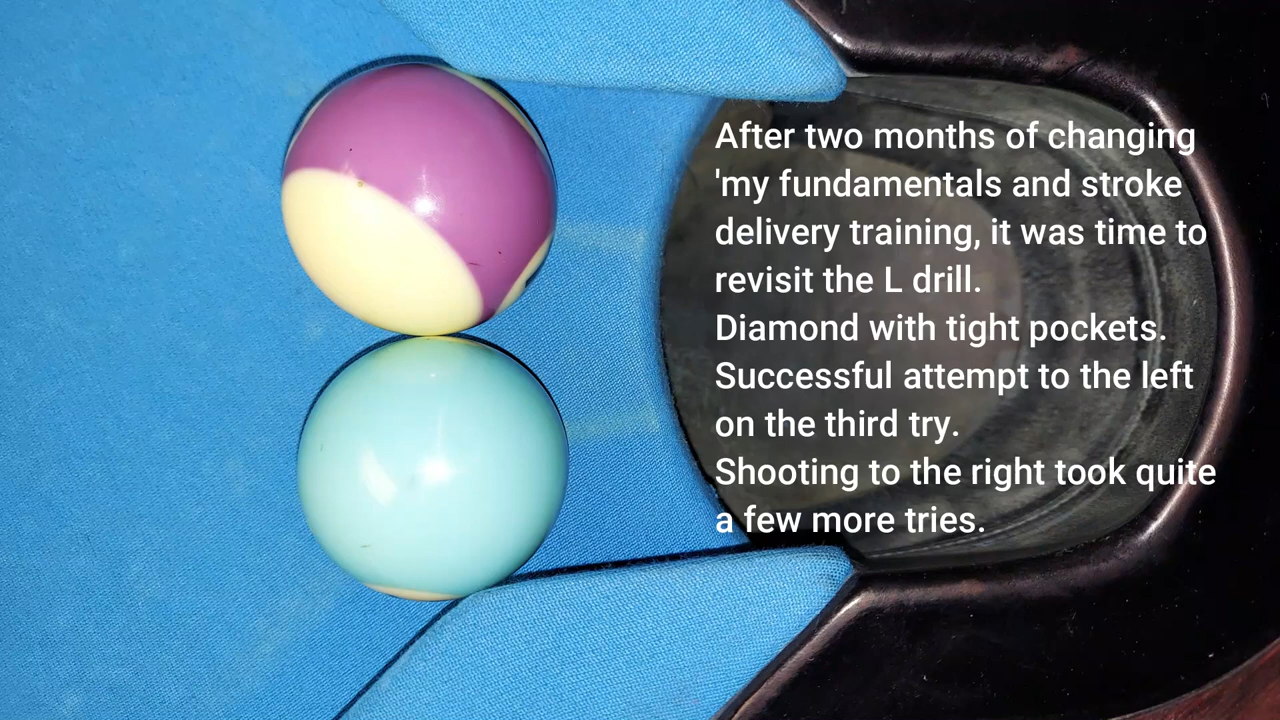 After two months of changing
'my fundamentals and stroke
delivery training, it was time to
revisit the L drill.
Diamond with tight pockets.
Successful attempt to the left
on the third try.
Shooting to the right took quite
a few more tries.